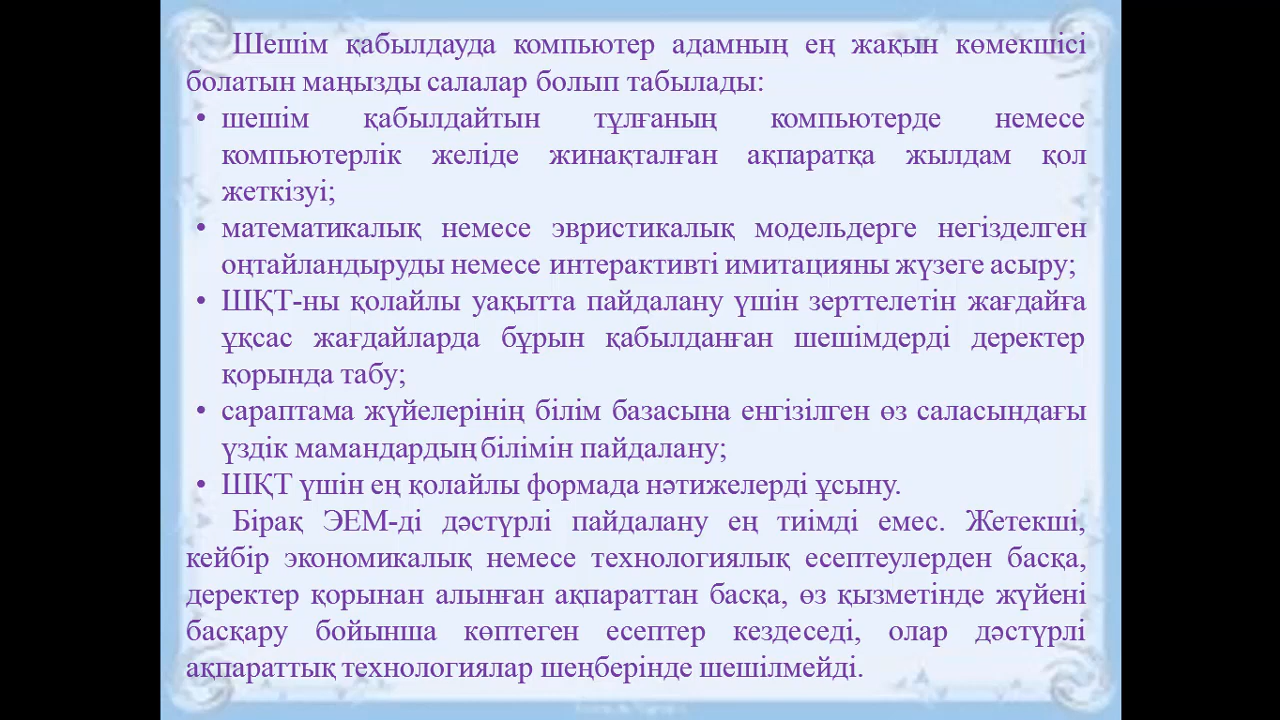 Шешім қабылдауда компьютер адамның ең жақын көмекшісі
болатын маңызды салалар болып табылады:
• шешім қабылдайтын тұлғаның компьютерде немесе
компьютерлік желіде жинақталған ақпаратқа жылдам қол
жеткізуі;
• математикалық немесе эвристикалық модельдерге негізделген
оңтайландыруды немесе интерактивті имитацияны жүзеге асыру;
• ШҚТ-ны қолайлы уақытта пайдалану үшін зерттелетін жағдайға
ұқсас жағдайларда бұрын қабылданған шешімдерді деректер
қорында табу;
• сараптама жүйелерінің білім базасына енгізілген өз саласындағы
үздік мамандардың білімін пайдалану;
• ШҚТ үшін ең қолайлы формада нәтижелерді ұсыну.
Бірақ ЭЕМ-ді дәстүрлі пайдалану ең тиімді емес. Жетекші,
кейбір экономикалық немесе технологиялық есептеулерден басқа,
деректер қорынан алынған ақпараттан басқа, өз қызметінде жүйені
басқару бойынша көптеген есептер кездеседі, олар дәстүрлі
ақпараттық технологиялар шеңберінде шешілмейді.